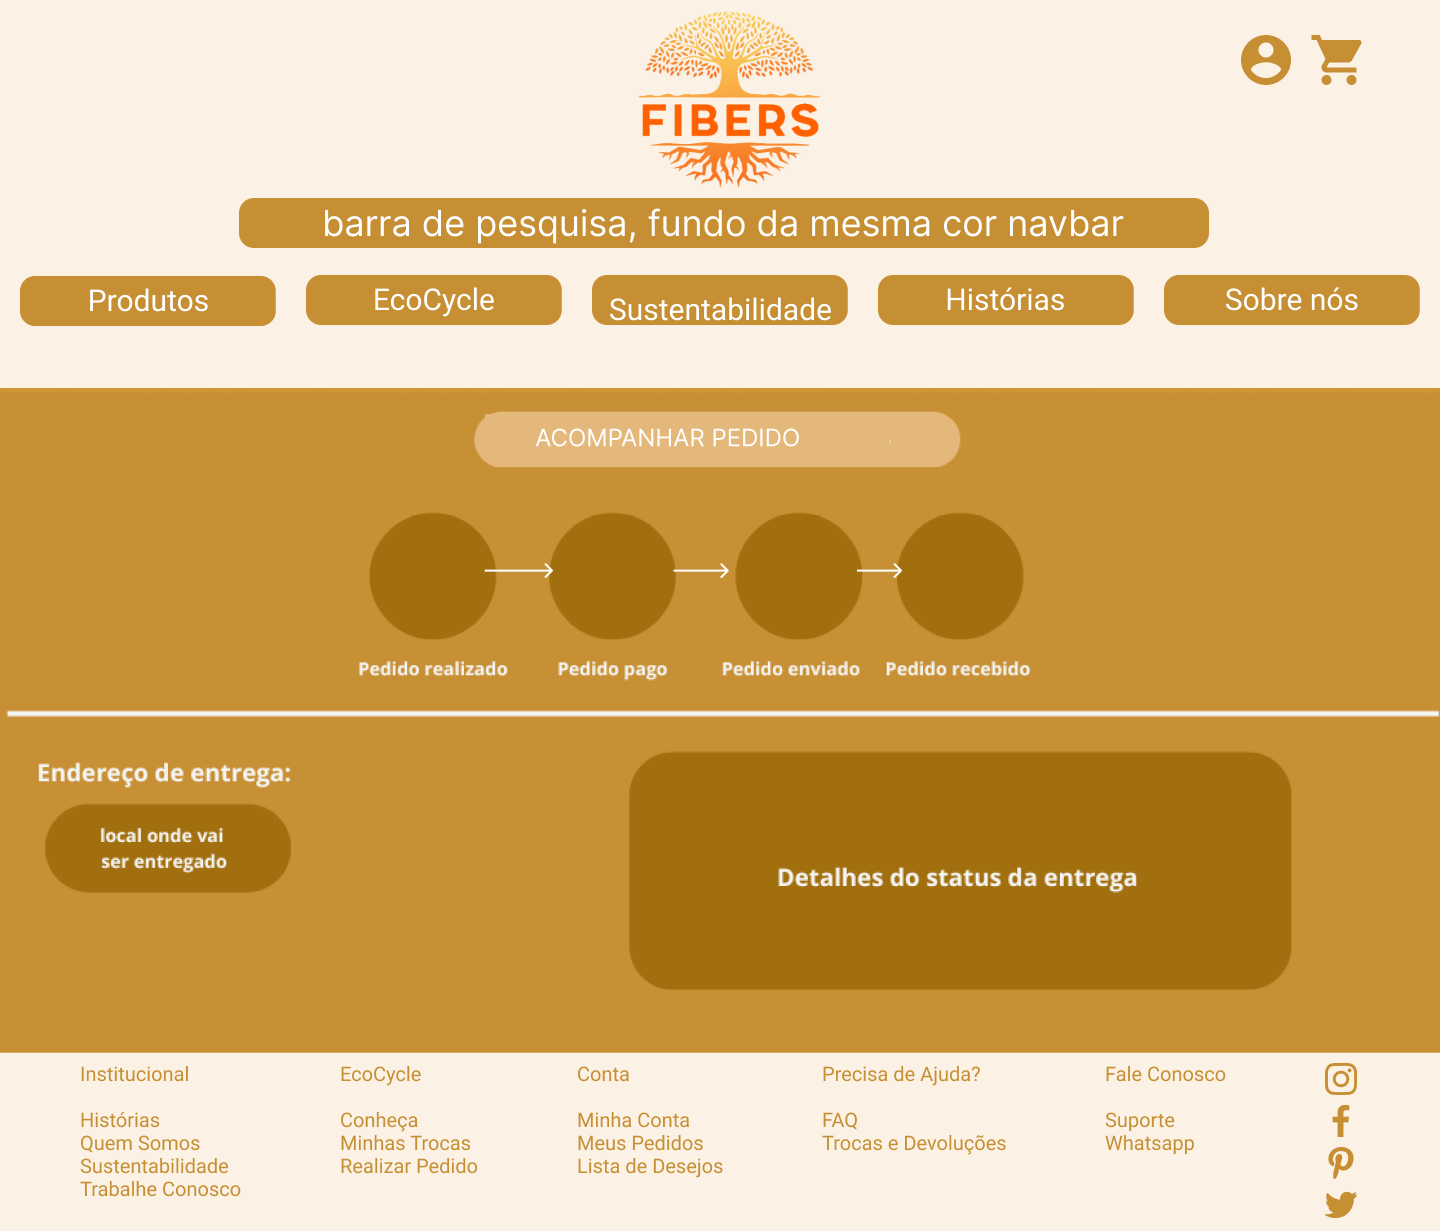 FIBERS
barra de pesquisa, fundo da mesma cor navbar
Produtos
EcoCycle
Sustentabilidade
Histórias
Sobre nós
ACOMPANHAR PEDIDO
Pedido realizado
Pedido pago
Pedido enviado
Pedido recebido
Endereço de entrega:
local onde vai
ser entregado
Detalhes do status da entrega
Institucional
Histórias
Quem Somos
Sustentabilidade
Trabalhe Conosco
EcoCycle
Conheça
Minhas Trocas
Realizar Pedido
Conta
Minha Conta
Meus Pedidos
Lista de Desejos
Precisa de Ajuda?
FAQ
Trocas e Devoluções
Fale Conosco
Suporte
Whatsapp